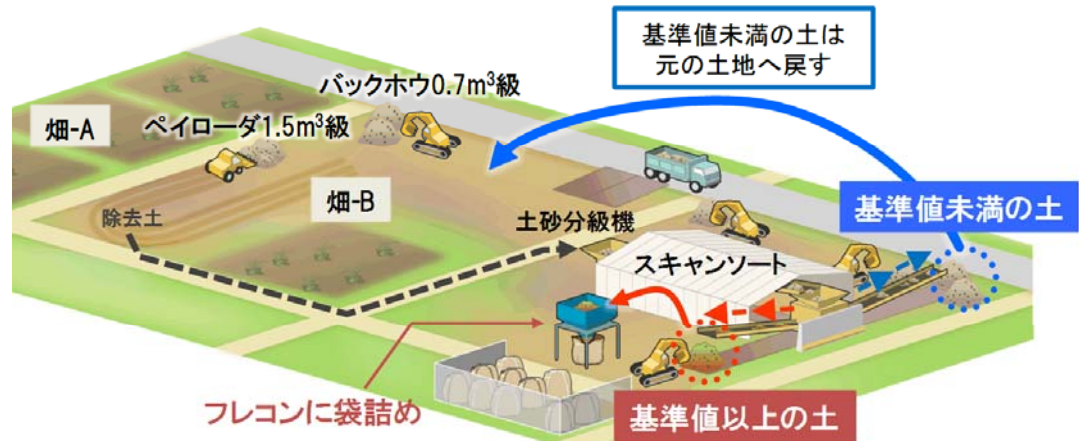 基準値未満の土は
元の土地へ戻す
バックホウ0.7m³級
畑-A
ペイローダ1.5m³級
畑-B
基準値未満の土
除去土
土砂分級機
スキャンソート
フレコンに袋詰め
基準値以上の土